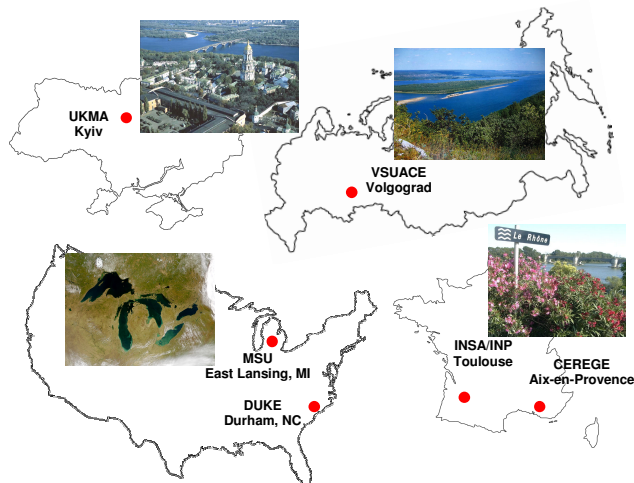 UKMA
Kyiv
VSUACE
Volgograd
Le Rhône
MSU
East Lansing, MI
DUKE
Durham, NC
INSA/INP
Toulouse
CEREGE
Aix-en-Provence